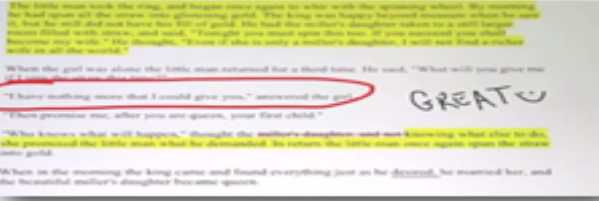 The little man took the ring, and began once again to whir with the spinning wheel. By morning
he had spun all the straw into glistening gold. The king was happy beyond measure when he saw
it, but still he did not have his fill of gold. He had the miller's daughter taken to a still larger
room filled with straw, and said, "Tonight you must spin this too. If you succeed you shall
become my wife." He thought, "Even if she is only a miller's daughter, I will not find a richer
wife in all the world."
When the girl was alone the little man returned for a third time. He said, "What will you give me
if I spin the straw this time?"
"I have nothing more that I could give you," answered the girl.
GREAT
"Then promise me, after you are queen, your first child."
"Who knows what will happen," thought the miller's daughter, and not knowing what else to do,
she promised the little man what he demanded. In return the little man once again spun the straw
into gold.
When in the morning the king came and found everything just as he desired, he married her, and
the beautiful miller's daughter became queen.